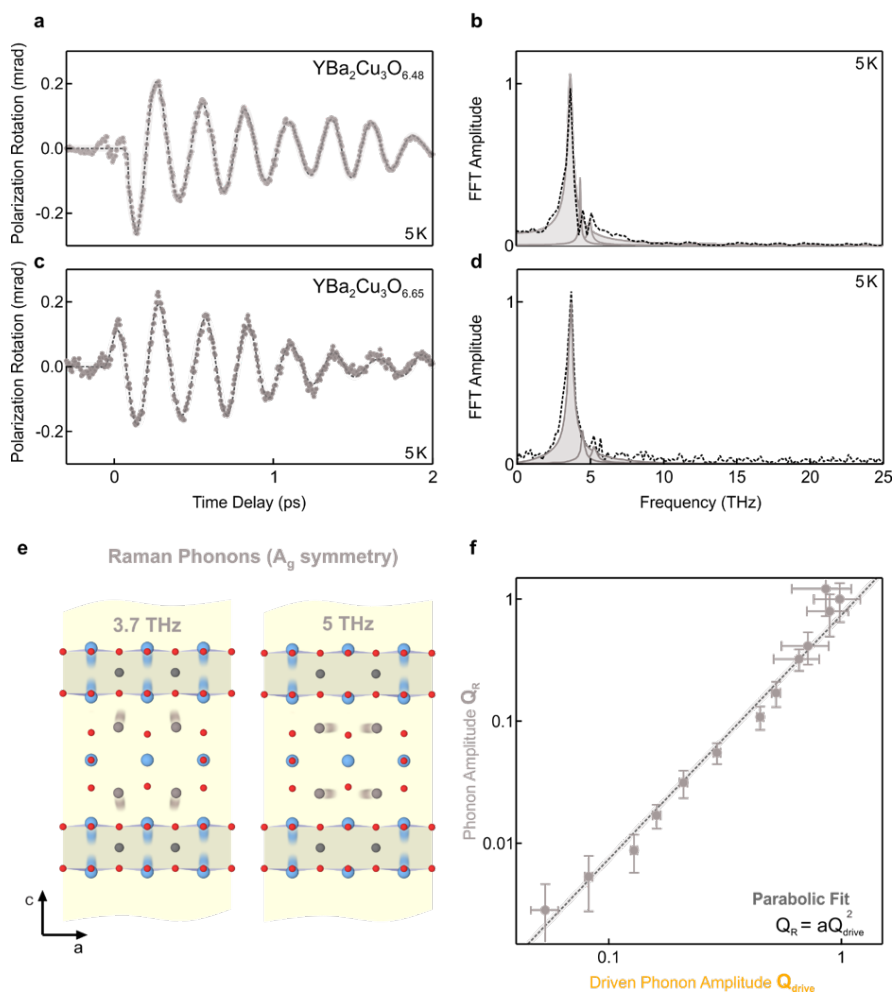 a
YBa₂Cu₃O₆.₄₈
Polarization Rotation (mrad)
0.2
0.0
-0.2
5 K
b
5 K
FFT Amplitude
1
0
c
YBa₂Cu₃O₆.₆₅
Polarization Rotation (mrad)
0.2
0.0
-0.2
5 K
0 1 2
Time Delay (ps)
d
5 K
FFT Amplitude
1
0
0 5 10 15 20 25
Frequency (THz)
e
Raman Phonons (Ag symmetry)
3.7 THz 5 THz
c
a
f
Phonon Amplitude QR
1
0.1
0.01
Parabolic Fit
QR = aQ²drive
0.1 1
Driven Phonon Amplitude Qdrive